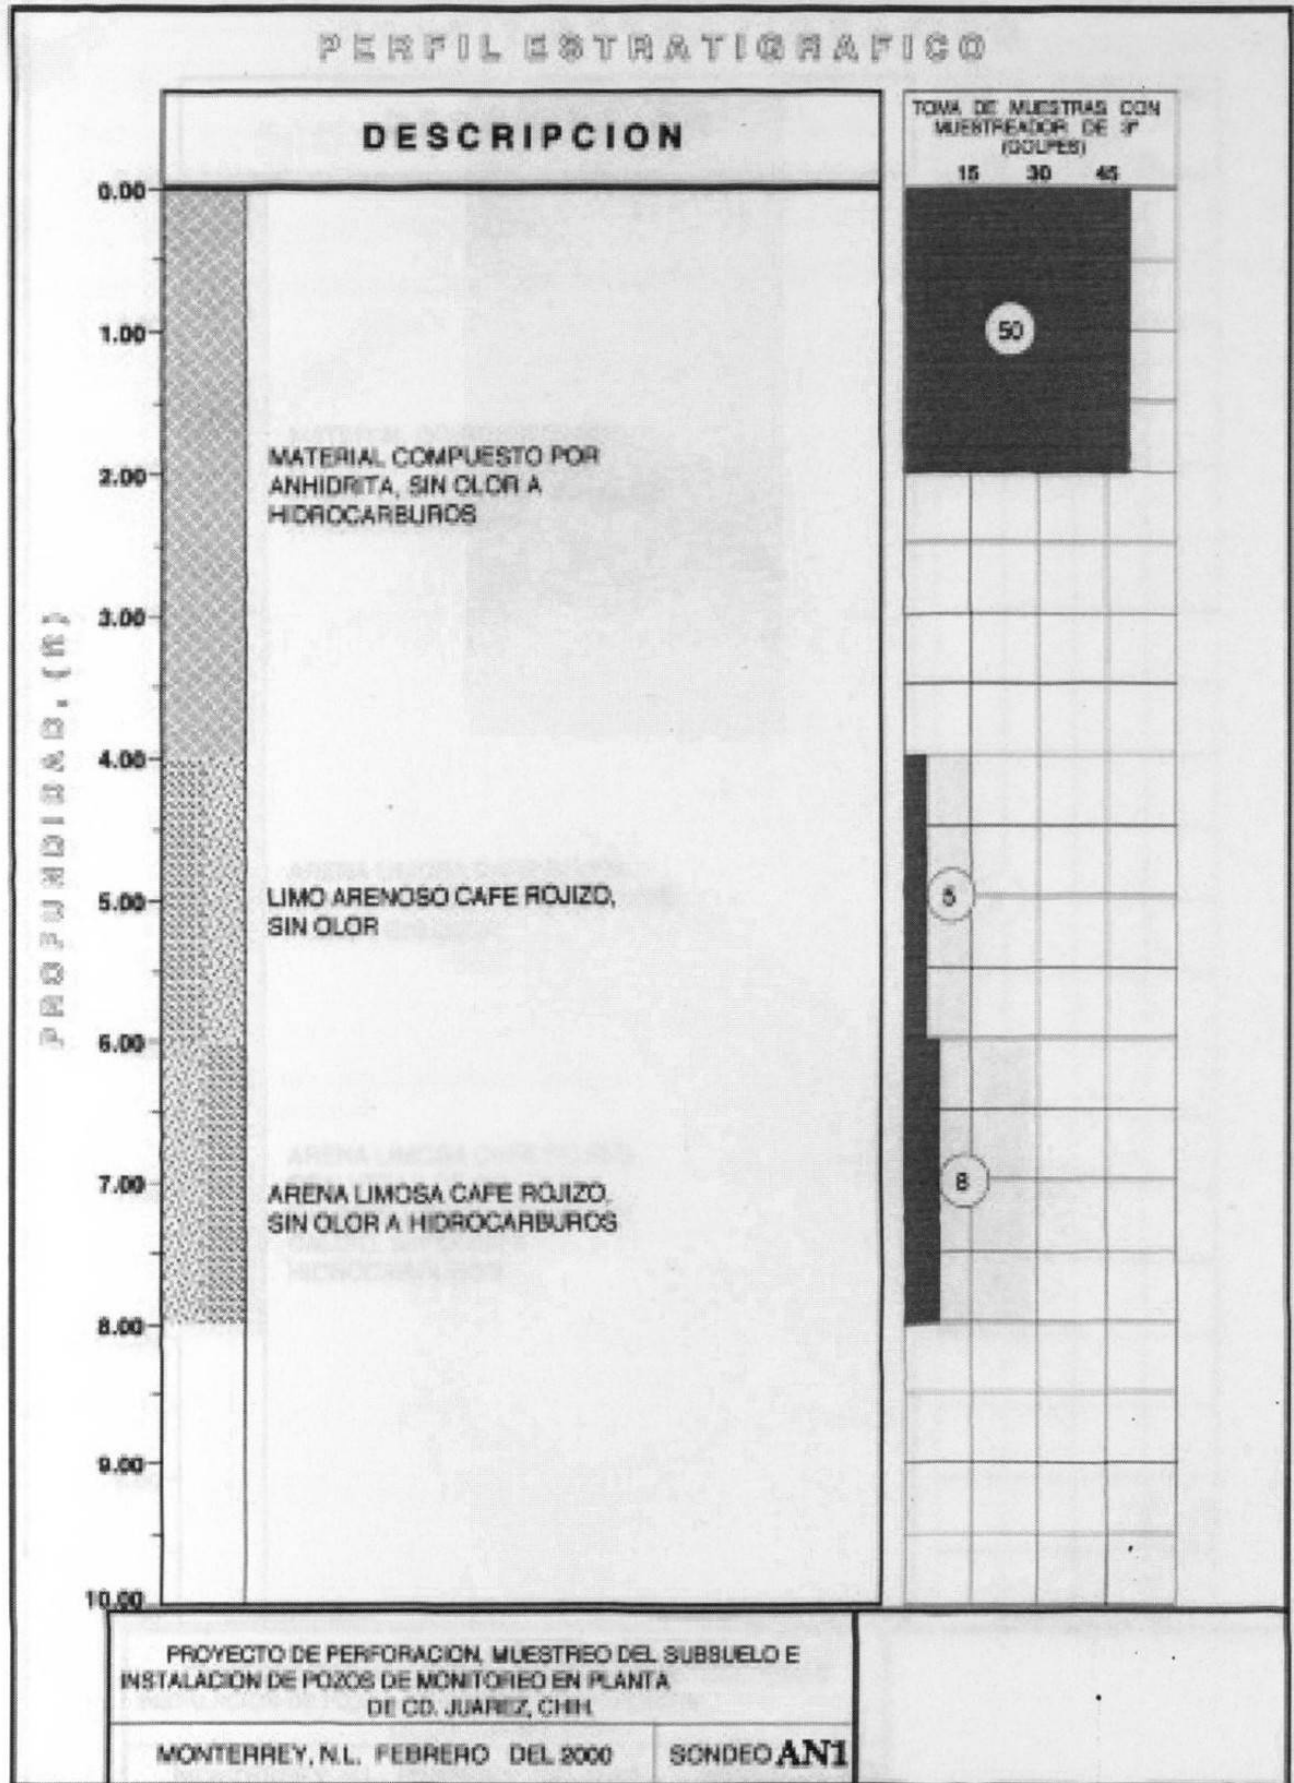 PERFIL ESTRATIGRAFICO
DESCRIPCION
TOMA DE MUESTRAS CON
MUESTREADOR DE 3"
(GOLPES)
15 30 45
0.00
50
1.00
MATERIAL COMPUESTO POR
2.00
ANHIDRITA, SIN OLOR A
HIDROCARBUROS
3.00
PROFUNDIDAD, (m)
4.00
LIMO ARENOSO CAFE ROJIZO,
5.00
SIN OLOR
5
6.00
7.00
8
ARENA LIMOSA CAFE ROJIZO,
SIN OLOR A HIDROCARBUROS
8.00
9.00
10.00
PROYECTO DE PERFORACION, MUESTREO DEL SUBSUELO E
INSTALACION DE POZOS DE MONITOREO EN PLANTA
DE CD. JUAREZ, CHIH.
MONTERREY, N.L. FEBRERO DEL 2000
SONDEO AN1